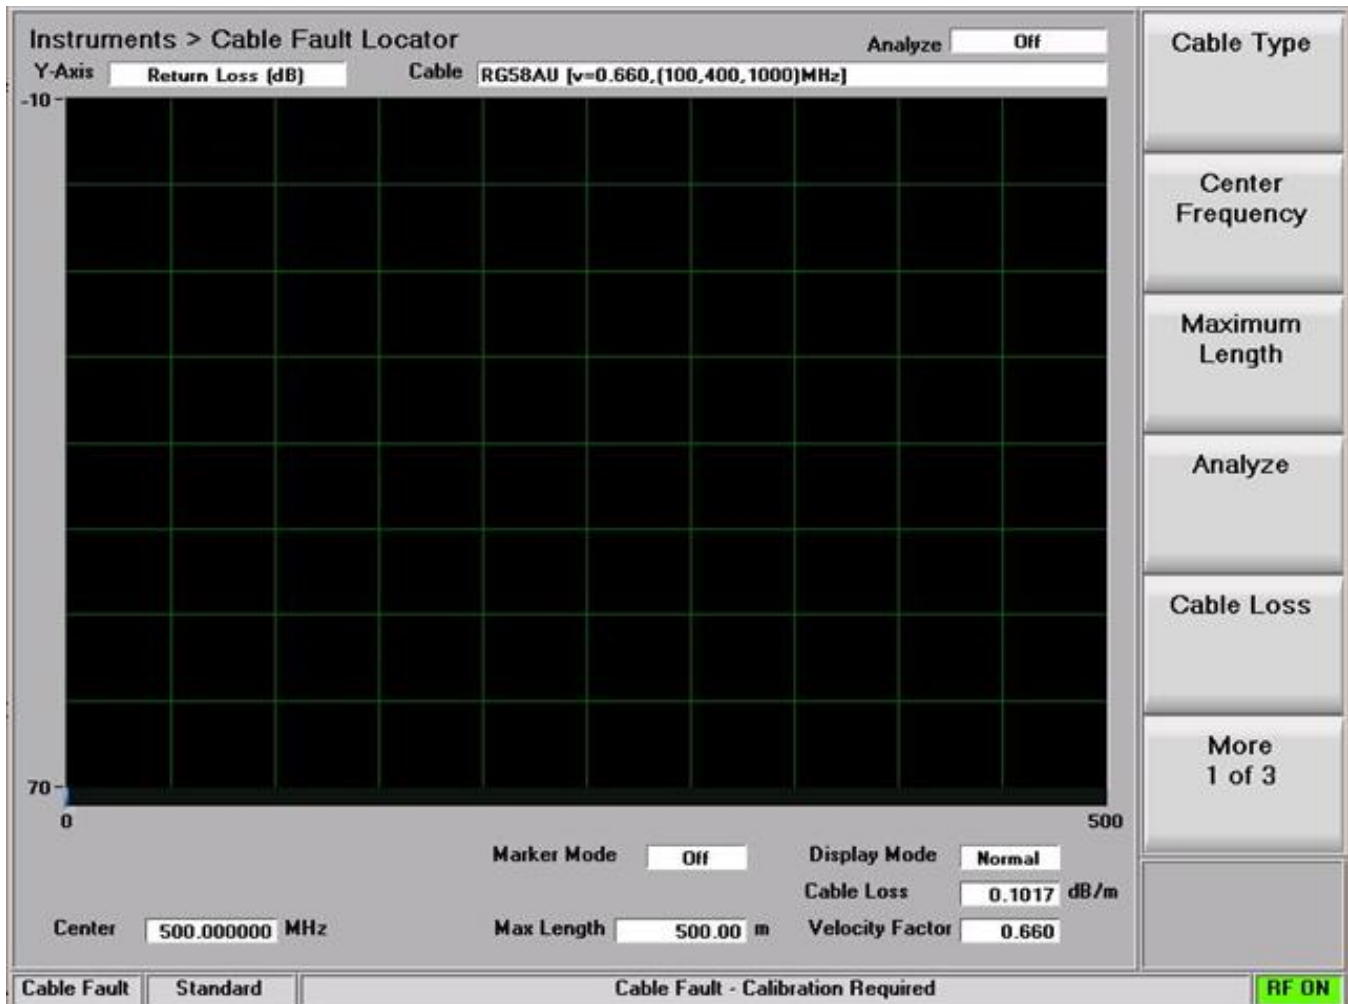 Instruments > Cable Fault Locator
Analyze Off
Y-Axis Return Loss (dB) Cable RG58AU [v=0.660,(100,400,1000)MHz]
-10
70
0 500
Marker Mode Off Display Mode Normal
Cable Loss 0.1017 dB/m
Center 500.000000 MHz Max Length 500.00 m Velocity Factor 0.660
Cable Fault Standard Cable Fault - Calibration Required RF ON
Cable Type
Center
Frequency
Maximum
Length
Analyze
Cable Loss
More
1 of 3